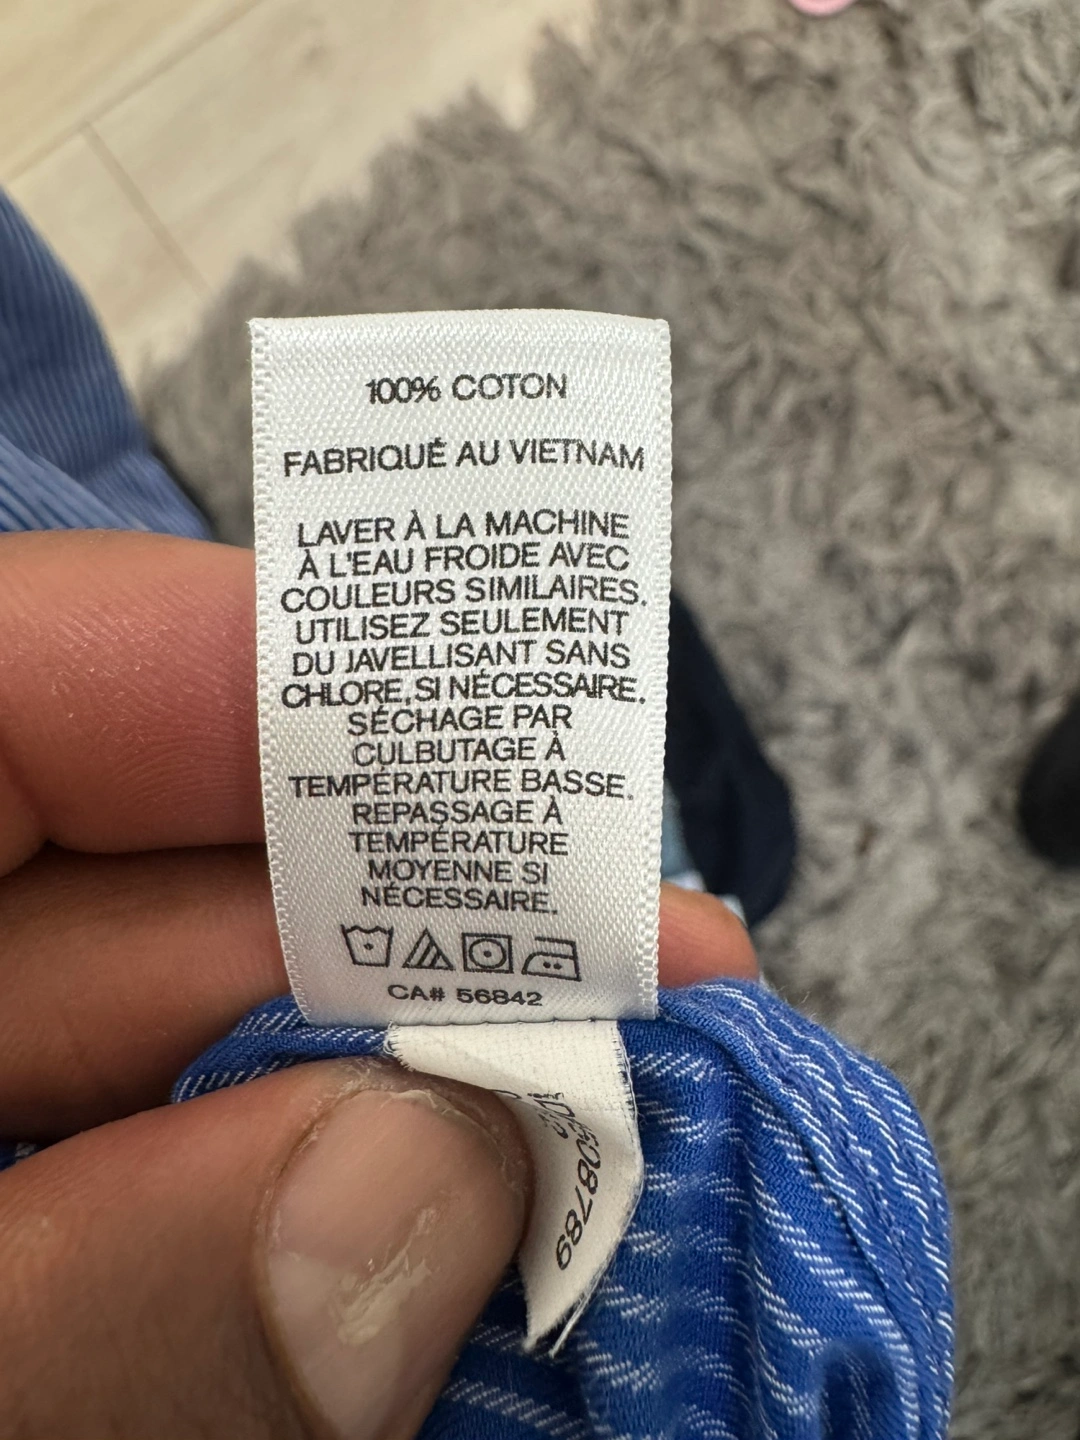 100% COTON
FABRIQUÉ AU VIETNAM
LAVER À LA MACHINE
À L'EAU FROIDE AVEC
COULEURS SIMILAIRES.
UTILISEZ SEULEMENT
DU JAVELLISANT SANS
CHLORE, SI NÉCESSAIRE.
SÉCHAGE PAR
CULBUTAGE À
TEMPÉRATURE BASSE.
REPASSAGE À
TEMPÉRATURE
MOYENNE SI
NÉCESSAIRE.
CA# 56842